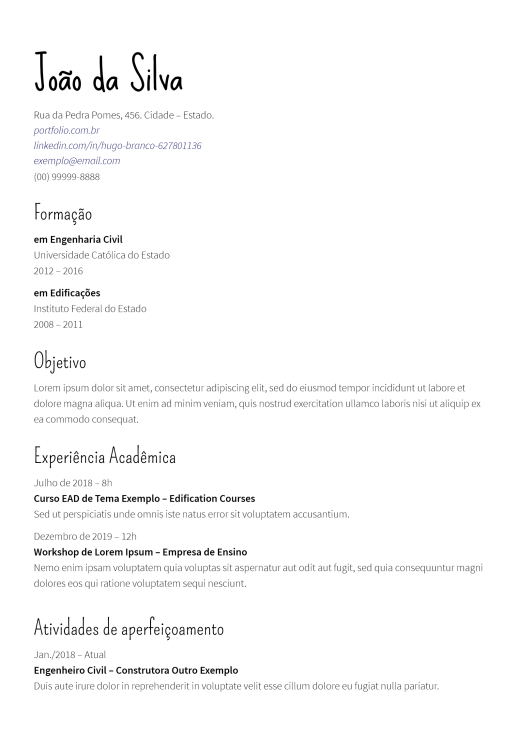 João da Silva
Rua da Pedra Pomes, 456. Cidade – Estado.
portfolio.com.br
linkedin.com/in/hugo-branco-627801136
exemplo@email.com
(00) 99999-8888
Formação
em Engenharia Civil
Universidade Católica do Estado
2012 – 2016
em Edificações
Instituto Federal do Estado
2008 – 2011
Objetivo
Lorem ipsum dolor sit amet, consectetur adipiscing elit, sed do eiusmod tempor incididunt ut labore et
dolore magna aliqua. Ut enim ad minim veniam, quis nostrud exercitation ullamco laboris nisi ut aliquip ex
ea commodo consequat.
Experiência Acadêmica
Julho de 2018 – 8h
Curso EAD de Tema Exemplo – Edification Courses
Sed ut perspiciatis unde omnis iste natus error sit voluptatem accusantium.
Dezembro de 2019 – 12h
Workshop de Lorem Ipsum – Empresa de Ensino
Nemo enim ipsam voluptatem quia voluptas sit aspernatur aut odit aut fugit, sed quia consequuntur magni
dolores eos qui ratione voluptatem sequi nesciunt.
Atividades de aperfeiçoamento
Jan./2018 – Atual
Engenheiro Civil – Construtora Outro Exemplo
Duis aute irure dolor in reprehenderit in voluptate velit esse cillum dolore eu fugiat nulla pariatur.